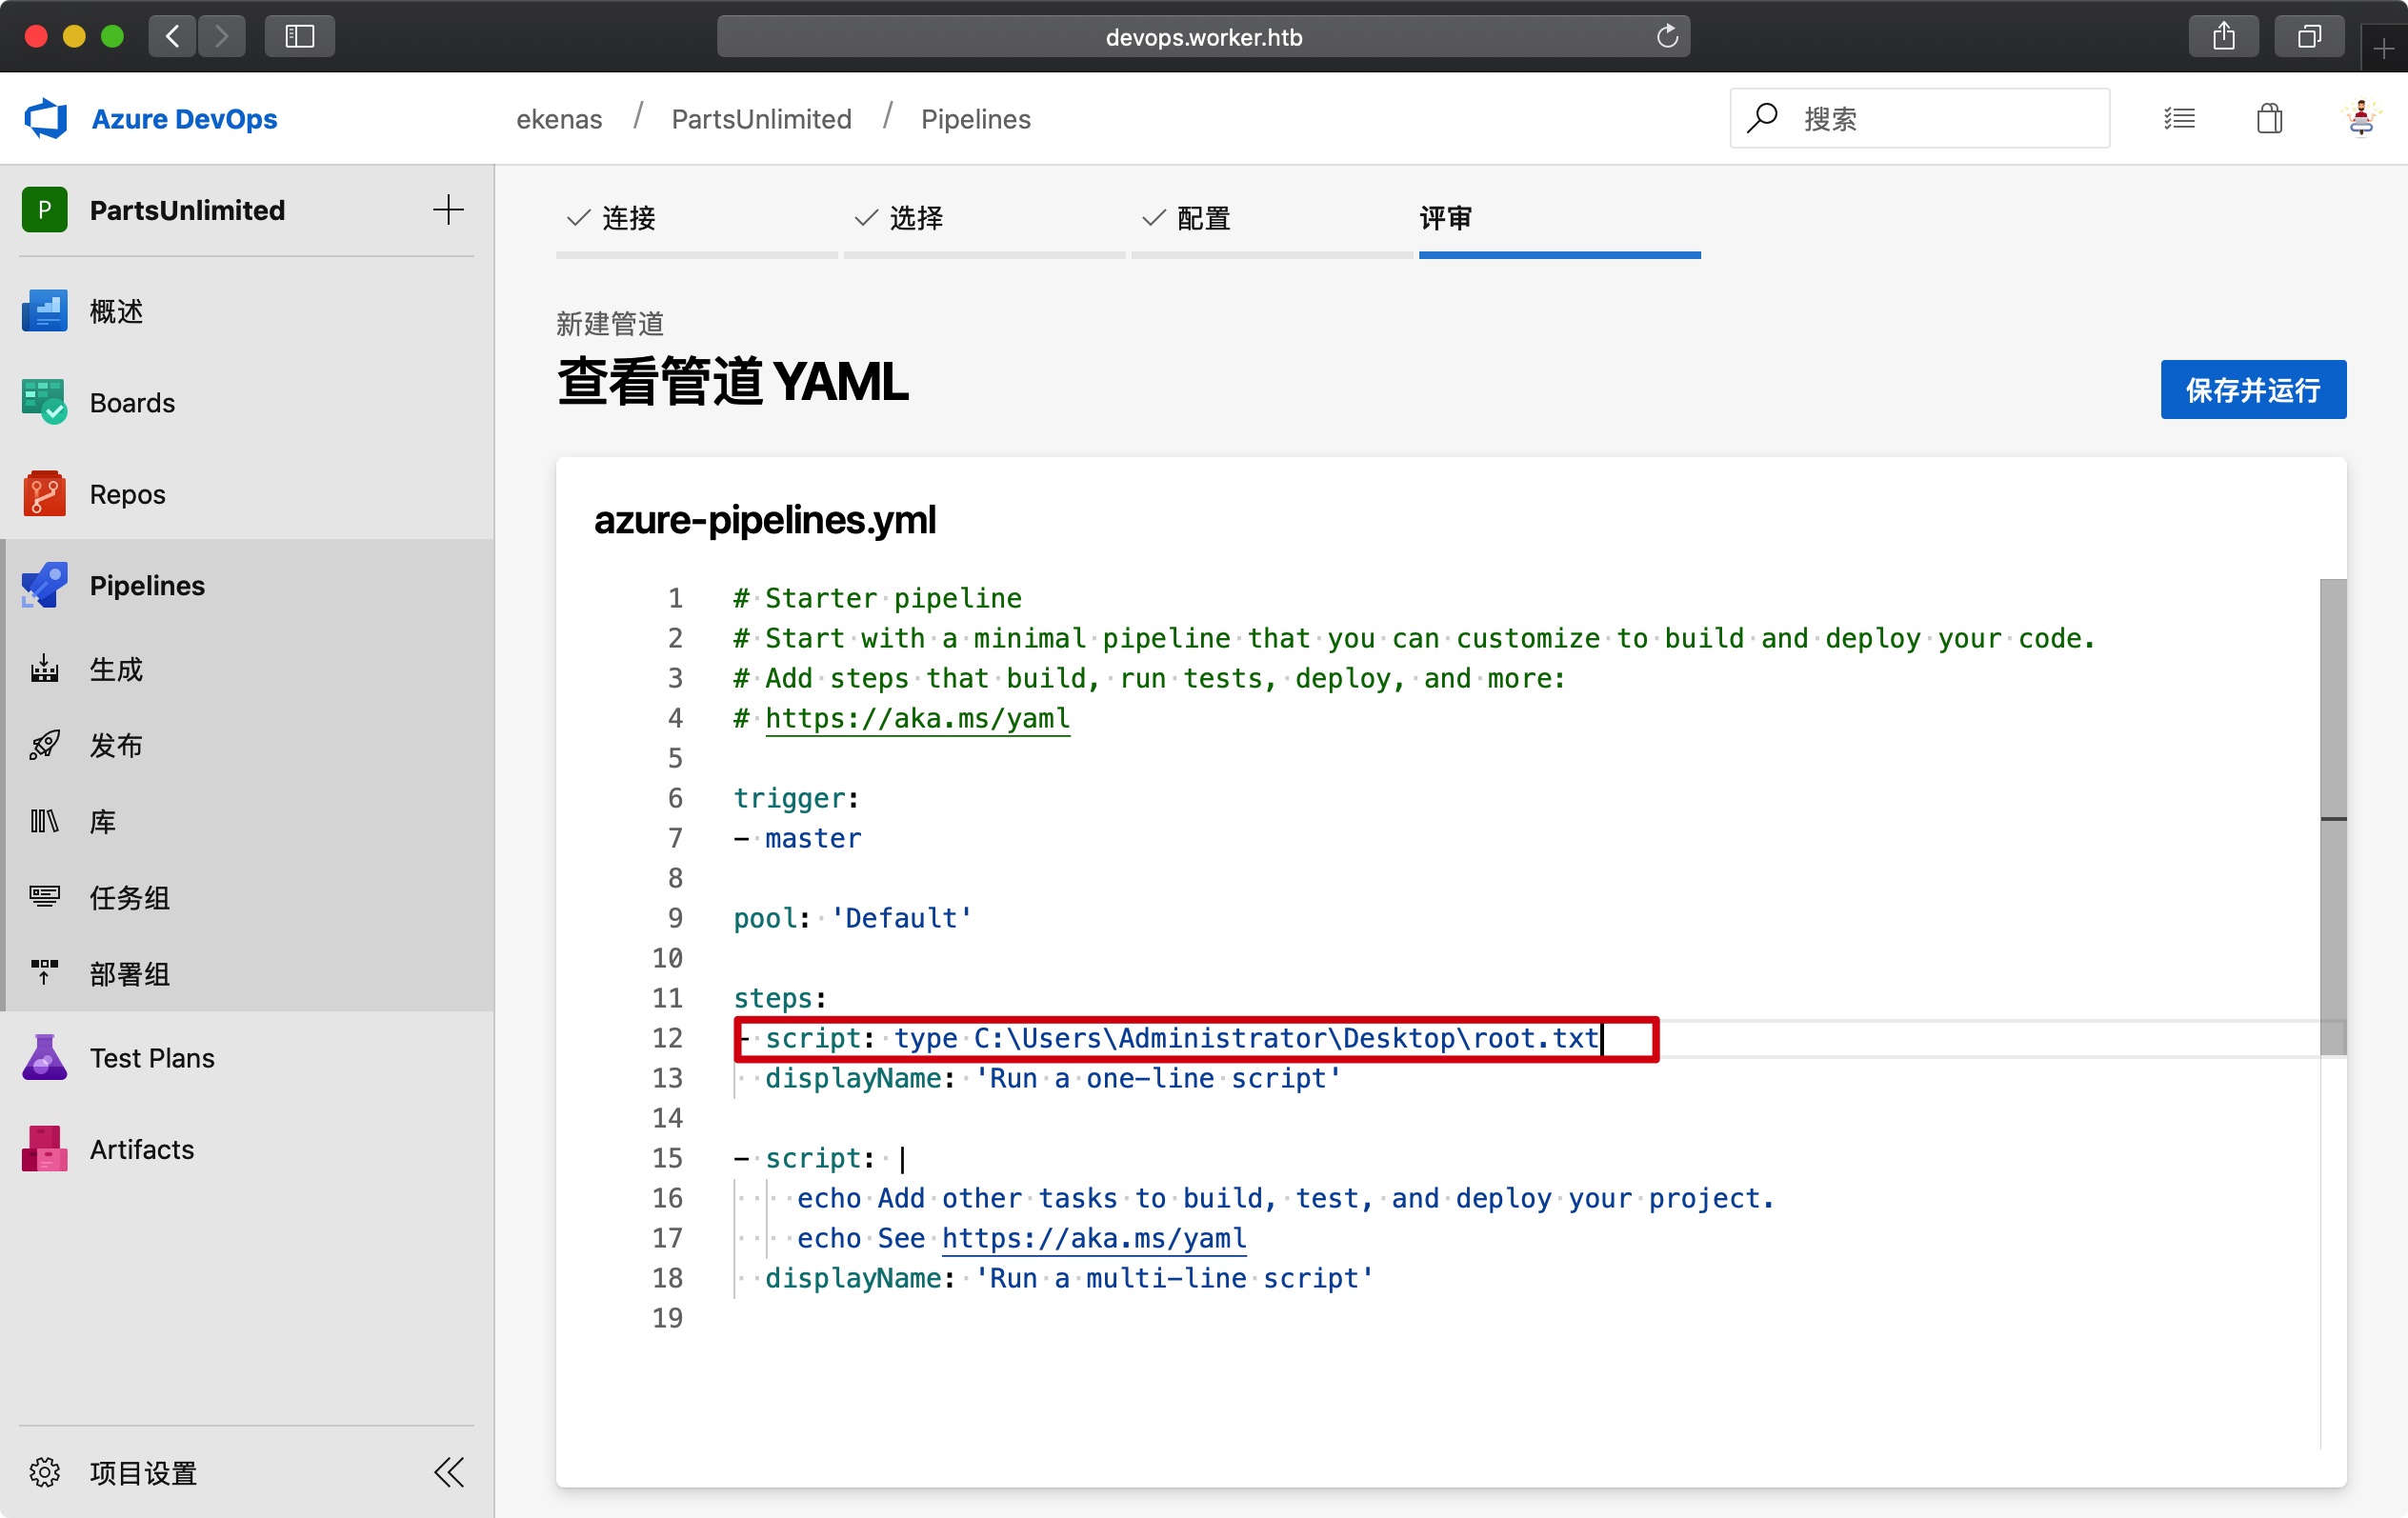 devops.worker.htb
Azure DevOps
ekenas / PartsUnlimited / Pipelines
搜索
P PartsUnlimited
概述
Boards
Repos
Pipelines
生成
发布
库
任务组
部署组
Test Plans
Artifacts
项目设置
连接
选择
配置
评审
新建管道
查看管道 YAML
保存并运行
azure-pipelines.yml
1 # Starter pipeline
2 # Start with a minimal pipeline that you can customize to build and deploy your code.
3 # Add steps that build, run tests, deploy, and more:
4 # https://aka.ms/yaml
5
6 trigger:
7 - master
8
9 pool: 'Default'
10
11 steps:
12 - script: type C:\Users\Administrator\Desktop\root.txt
13   displayName: 'Run a one-line script'
14
15 - script: |
16     echo Add other tasks to build, test, and deploy your project.
17     echo See https://aka.ms/yaml
18   displayName: 'Run a multi-line script'
19